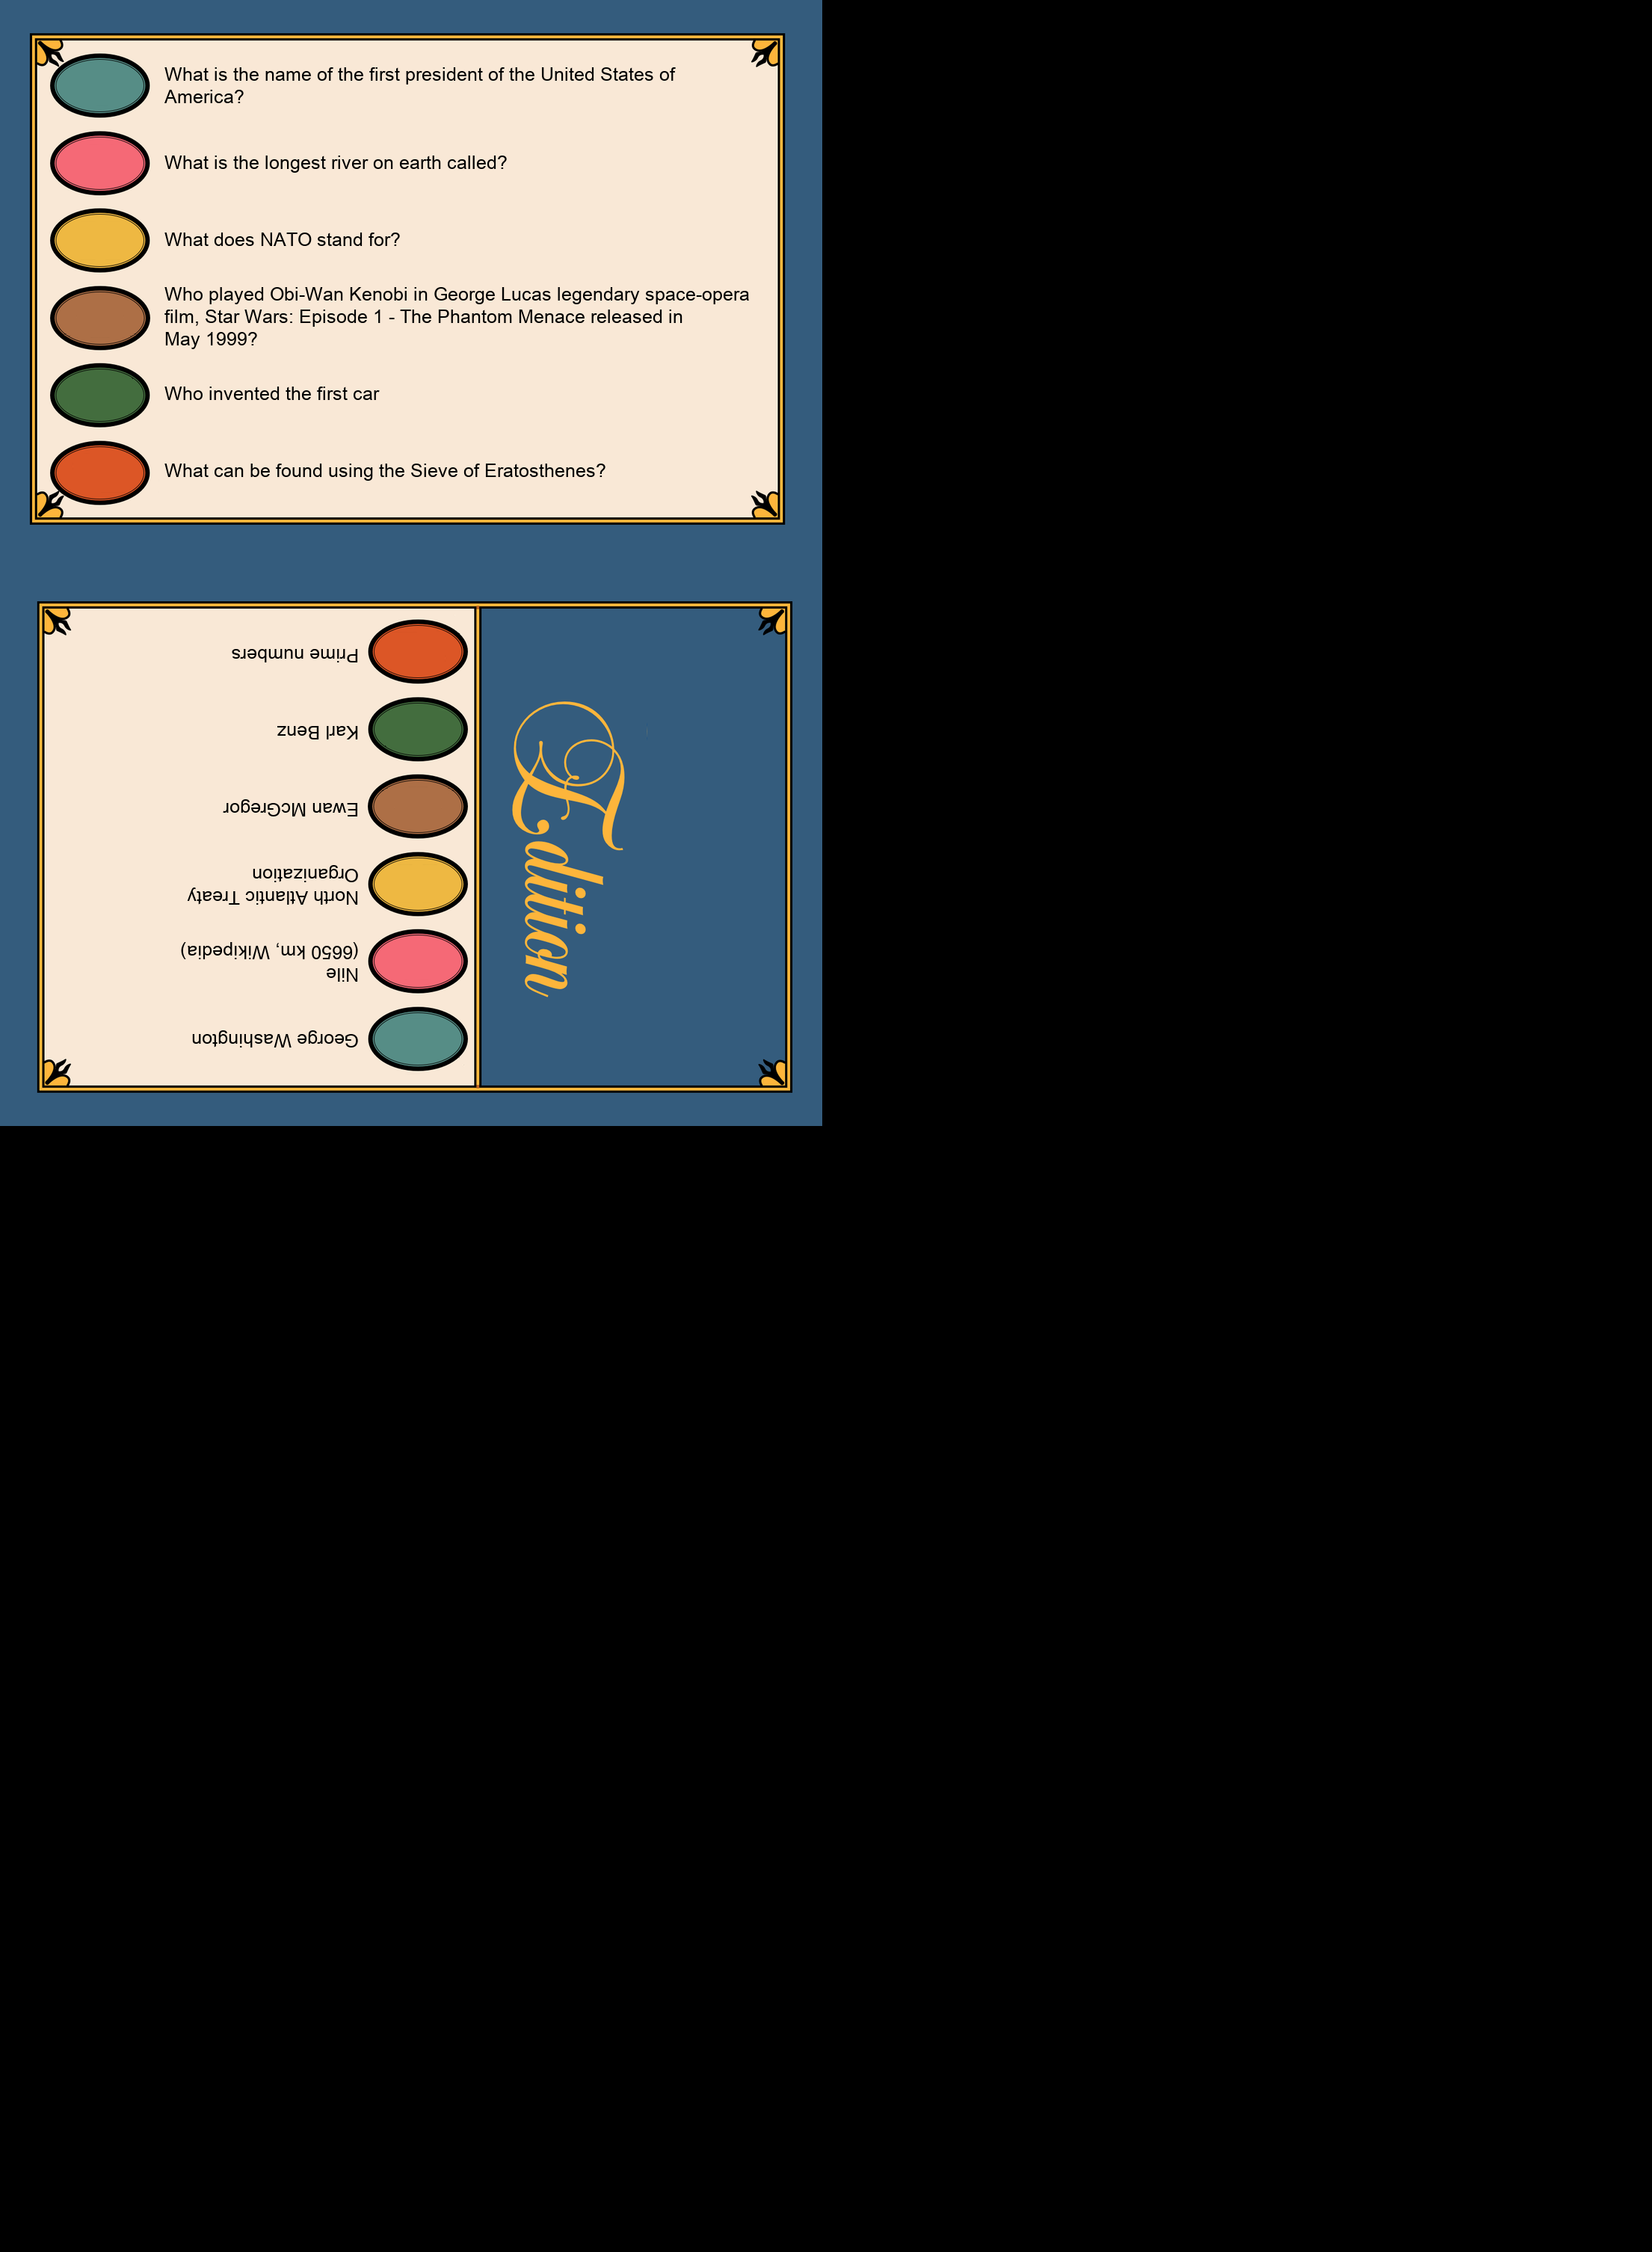 What is the name of the first president of the United States of
America?
What is the longest river on earth called?
What does NATO stand for?
Who played Obi-Wan Kenobi in George Lucas legendary space-opera
film, Star Wars: Episode 1 - The Phantom Menace released in
May 1999?
Who invented the first car
What can be found using the Sieve of Eratosthenes?
George Washington
Nile
(6650 km, Wikipedia)
North Atlantic Treaty
Organization
Ewan McGregor
Karl Benz
Prime numbers
Edition